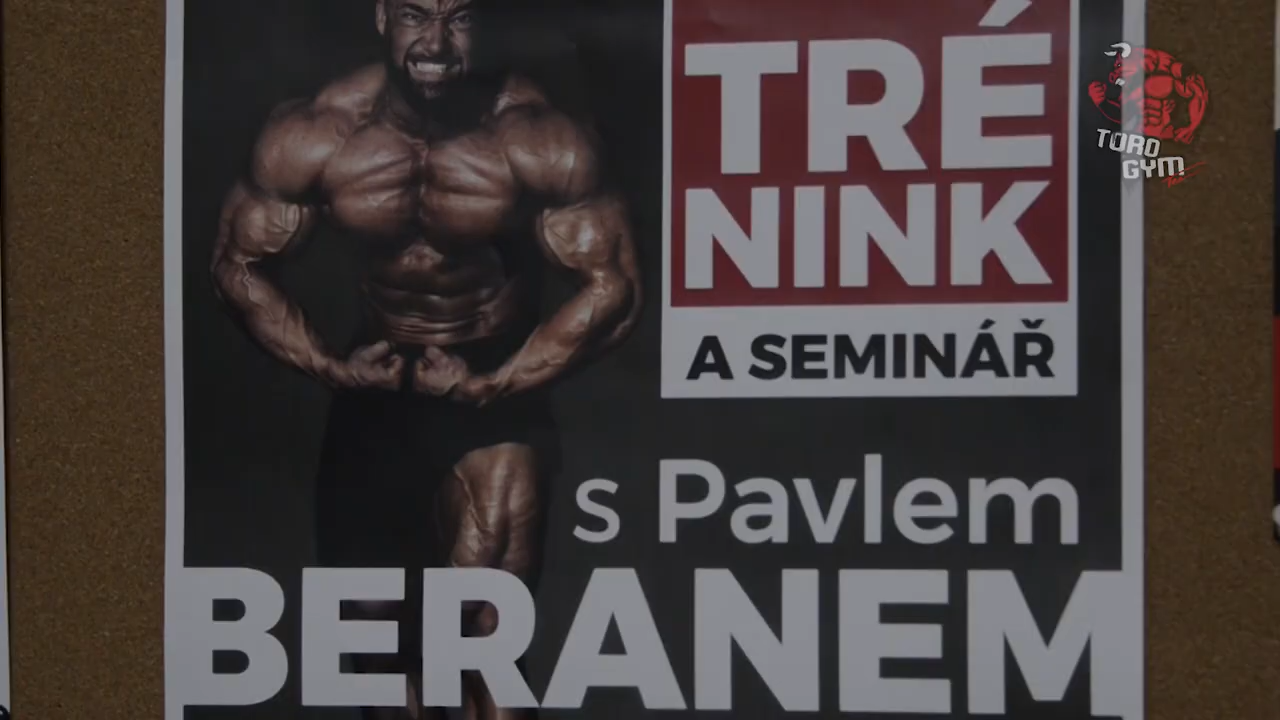 TRÉ
NINK
A SEMINÁŘ
s Pavlem
BERANEM
TORO
GYM